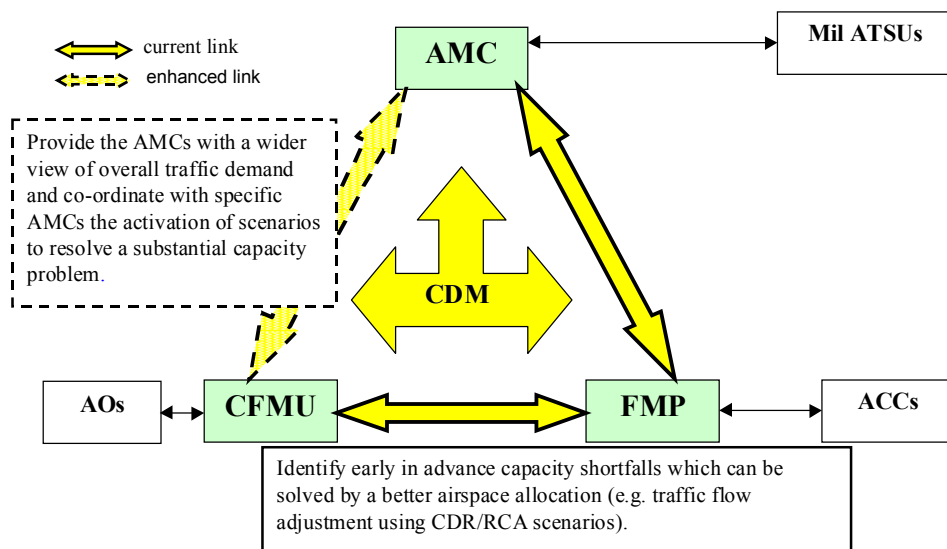 current link
enhanced link
AMC
Mil ATSUs
Provide the AMCs with a wider
view of overall traffic demand
and co-ordinate with specific
AMCs the activation of scenarios
to resolve a substantial capacity
problem.
CDM
AOs
CFMU
FMP
ACCs
Identify early in advance capacity shortfalls which can be
solved by a better airspace allocation (e.g. traffic flow
adjustment using CDR/RCA scenarios).